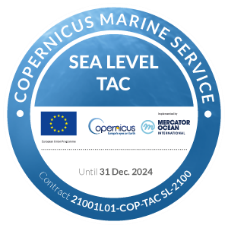 COPERNICUS MARINE SERVICE
SEA LEVEL
TAC
Copernicus
MERCATOR
OCEAN
INTERNATIONAL
Until 31 Dec. 2024
Contract 21001L01-COP-TAC SL-2100